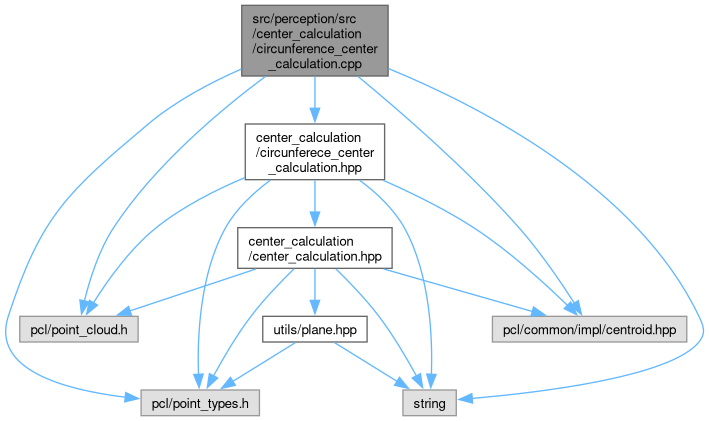 src/perception/src
/center_calculation
/circunference_center
_calculation.cpp
center_calculation
/circunferece_center
_calculation.hpp
center_calculation
/center_calculation.hpp
pcl/point_cloud.h
utils/plane.hpp
pcl/common/impl/centroid.hpp
pcl/point_types.h
string